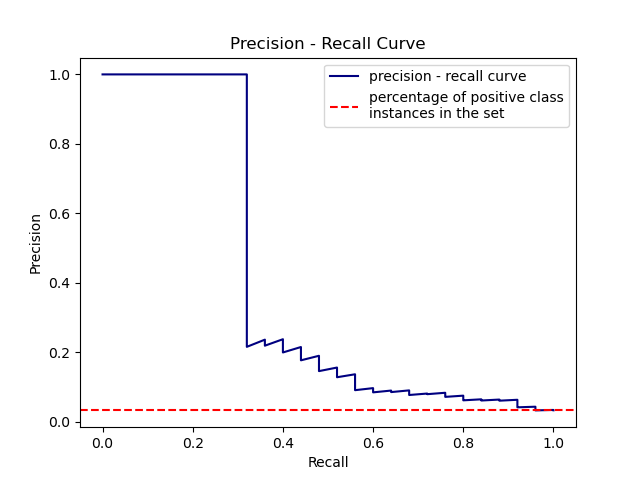 Precision - Recall Curve
precision - recall curve
percentage of positive class
instances in the set
Precision
1.0
0.8
0.6
0.4
0.2
0.0
0.0 0.2 0.4 0.6 0.8 1.0
Recall